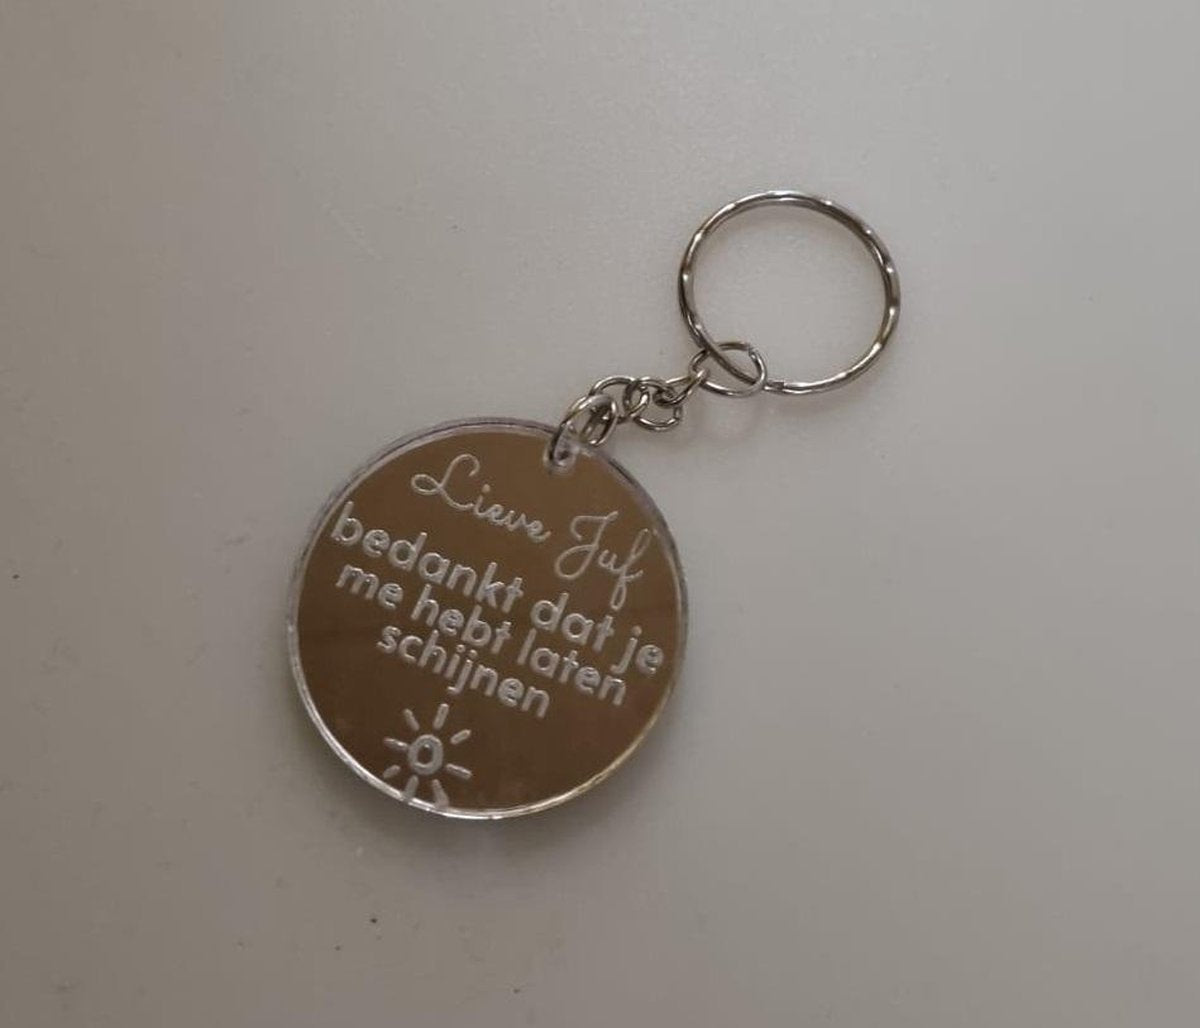 Lieve Juf
bedankt dat je
me hebt laten
schijnen